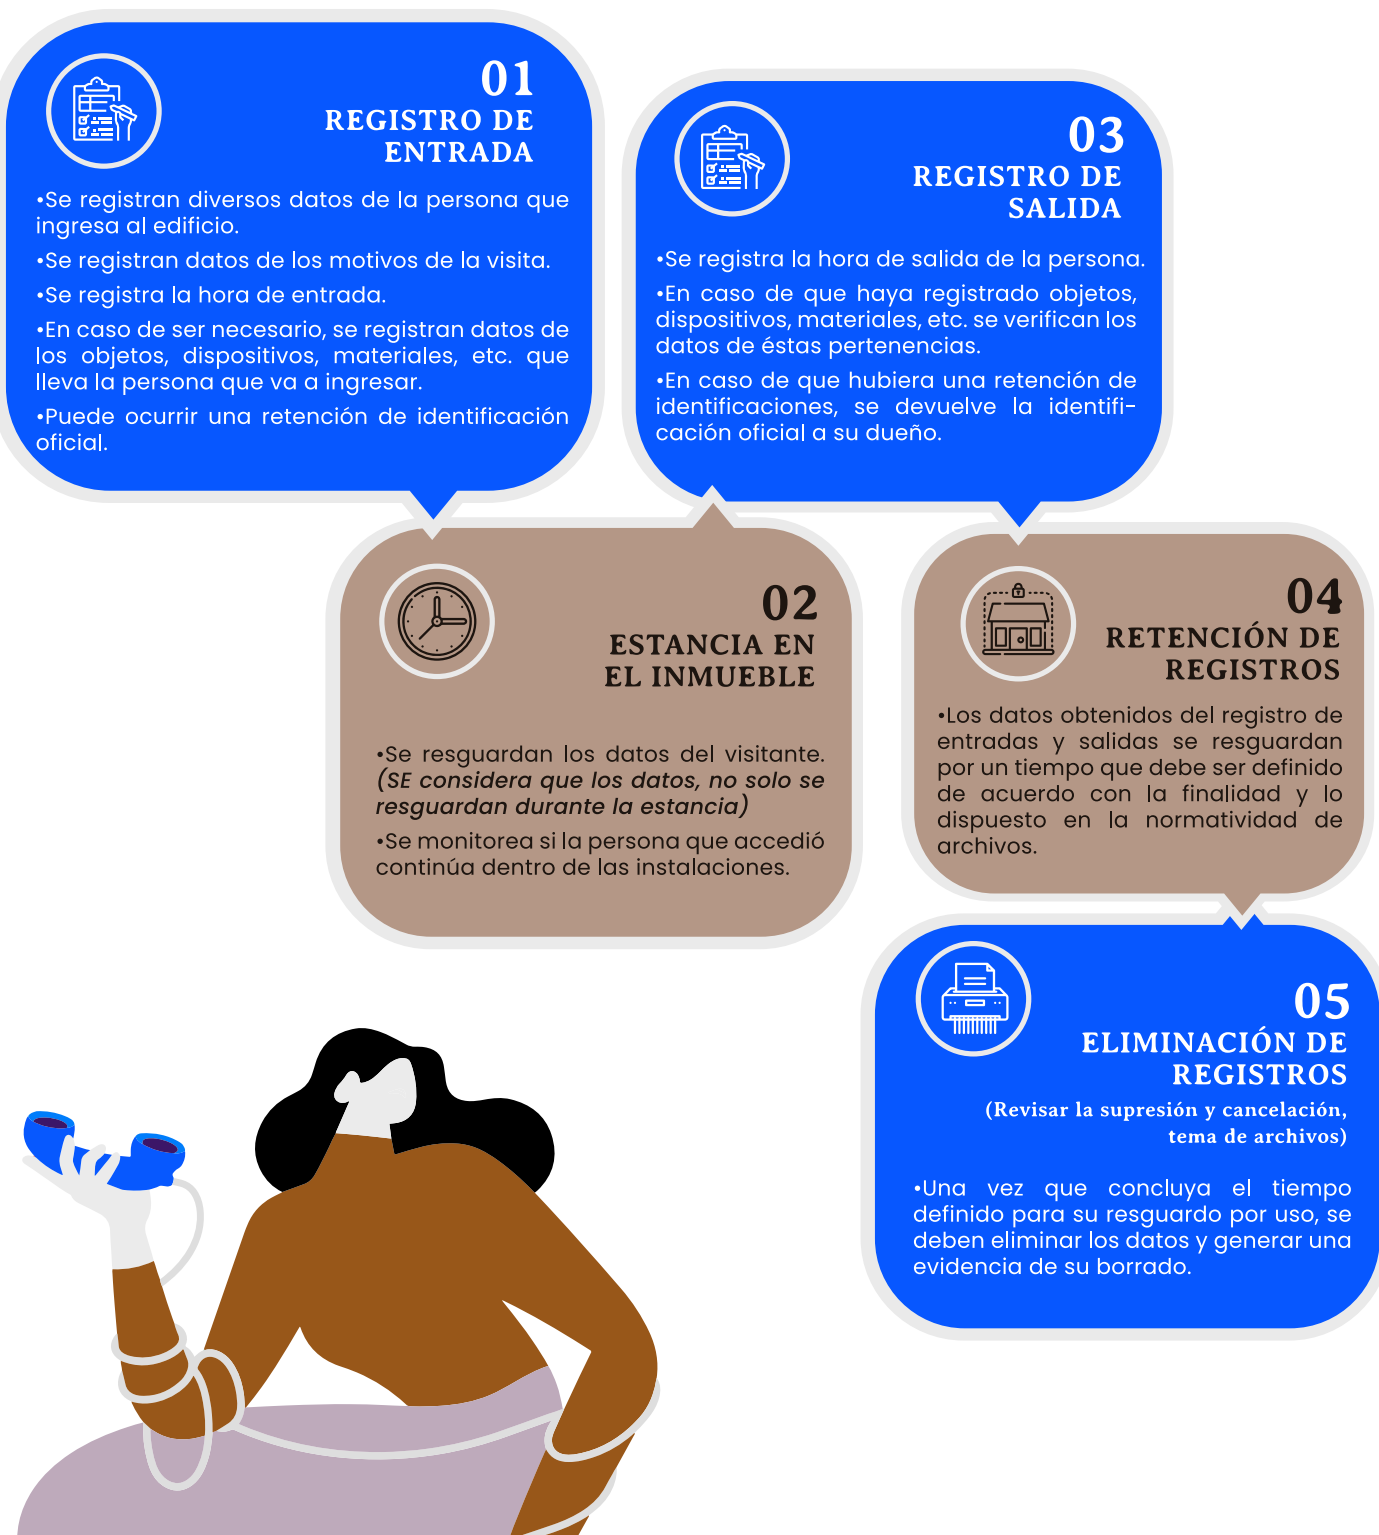 01
REGISTRO DE
ENTRADA
•Se registran diversos datos de la persona que
ingresa al edificio.
•Se registran datos de los motivos de la visita.
•Se registra la hora de entrada.
•En caso de ser necesario, se registran datos de
los objetos, dispositivos, materiales, etc. que
lleva la persona que va a ingresar.
•Puede ocurrir una retención de identificación
oficial.
02
ESTANCIA EN
EL INMUEBLE
•Se resguardan los datos del visitante.
(SE considera que los datos, no solo se
resguardan durante la estancia)
•Se monitorea si la persona que accedió
continúa dentro de las instalaciones.
03
REGISTRO DE
SALIDA
•Se registra la hora de salida de la persona.
•En caso de que haya registrado objetos,
dispositivos, materiales, etc. se verifican los
datos de éstas pertenencias.
•En caso de que hubiera una retención de
identificaciones, se devuelve la identifi-
cación oficial a su dueño.
04
RETENCIÓN DE
REGISTROS
•Los datos obtenidos del registro de
entradas y salidas se resguardan
por un tiempo que debe ser definido
de acuerdo con la finalidad y lo
dispuesto en la normatividad de
archivos.
05
ELIMINACIÓN DE
REGISTROS
(Revisar la supresión y cancelación,
tema de archivos)
•Una vez que concluya el tiempo
definido para su resguardo por uso, se
deben eliminar los datos y generar una
evidencia de su borrado.